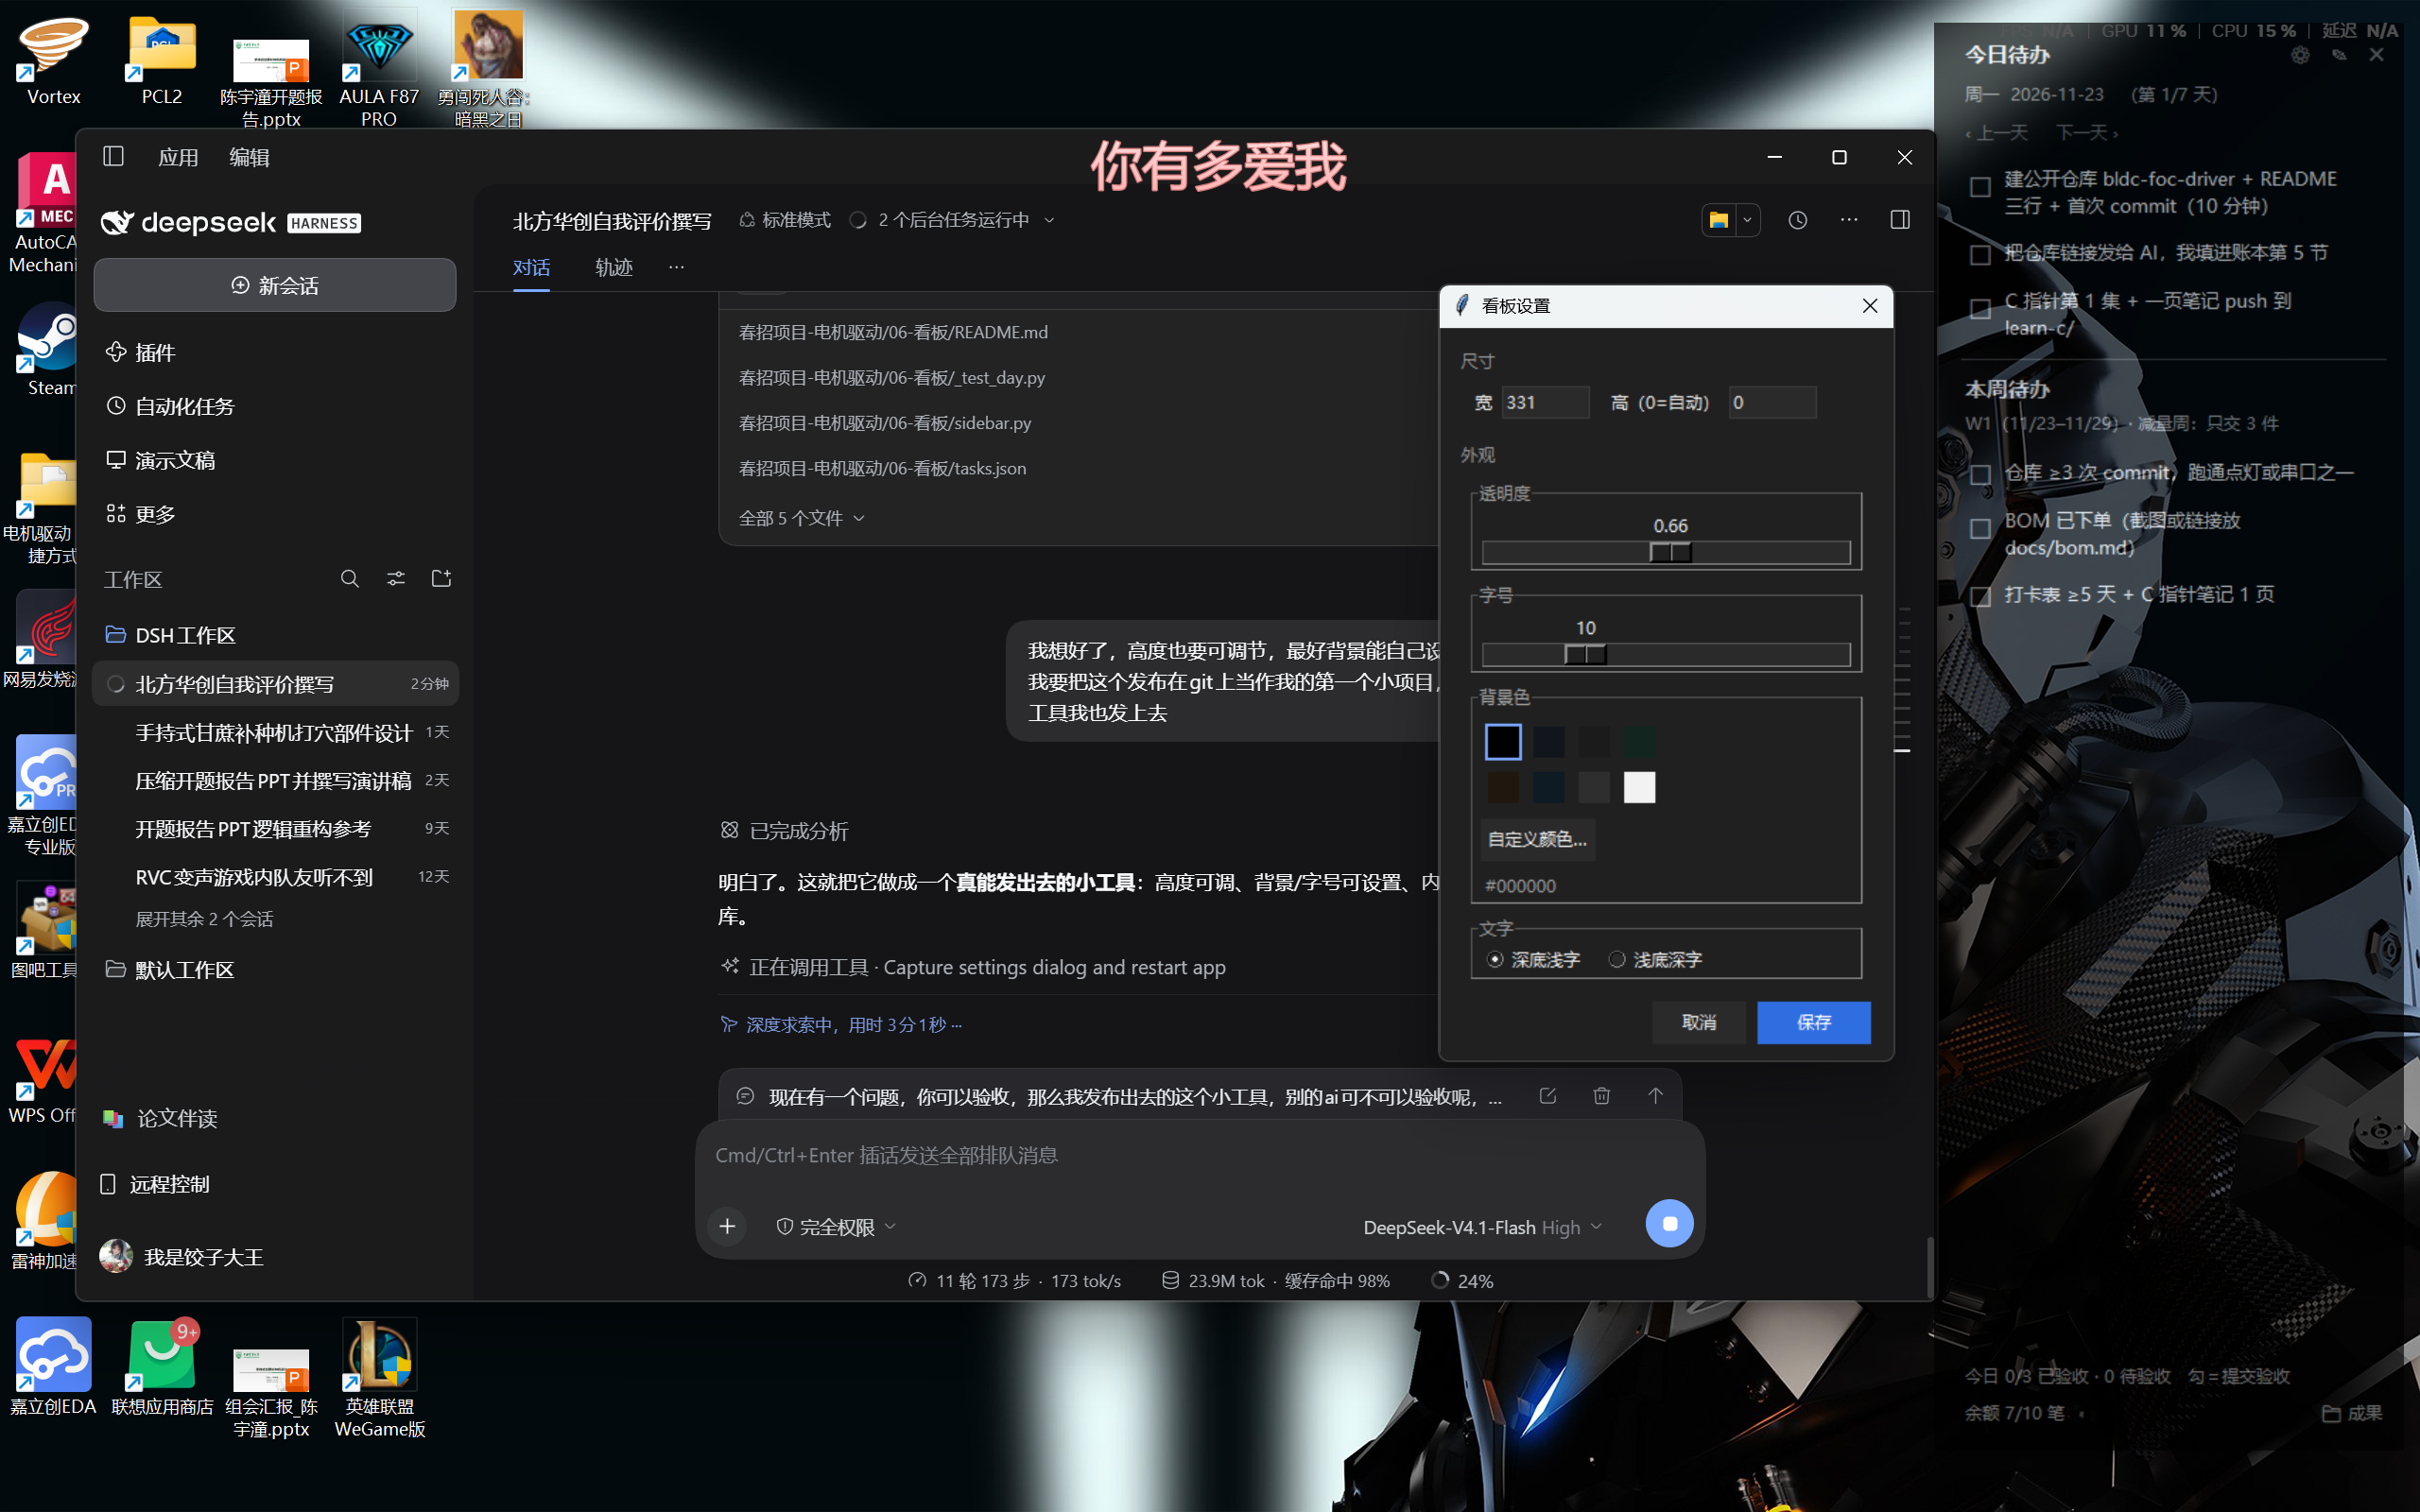 Vortex
PCL2
陈宇潼开题报告.pptx
AULA F87 PRO
勇闯死人谷：暗黑之日
AutoCA
Mechani
Steam
电机驱动
捷方式
网易发烧游
嘉立创ED
专业版
图吧工具
WPS Off
雷神加速
嘉立创EDA
联想应用商店
9+
组会汇报_陈宇潼.pptx
英雄联盟
WeGame版
应用
编辑
你有多爱我
deepseek HARNESS
新会话
插件
自动化任务
演示文稿
更多
工作区
DSH工作区
北方华创自我评价撰写 2分钟
手持式甘蔗补种机打穴部件设计 1天
压缩开题报告PPT并撰写演讲稿 2天
开题报告PPT逻辑重构参考 9天
RVC变声游戏内队友听不到 12天
展开其余 2 个会话
默认工作区
论文伴读
远程控制
我是饺子大王
北方华创自我评价撰写 标准模式 2 个后台任务运行中
对话 轨迹 ···
春招项目-电机驱动/06-看板/README.md
春招项目-电机驱动/06-看板/_test_day.py
春招项目-电机驱动/06-看板/sidebar.py
春招项目-电机驱动/06-看板/tasks.json
全部 5 个文件
我想好了，高度也要可调节，最好背景能自己设
我要把这个发布在git上当作我的第一个小项目，
工具我也发上去
已完成分析
明白了。这就把它做成一个真能发出去的小工具：高度可调、背景/字号可设置、内
库。
正在调用工具 · Capture settings dialog and restart app
深度求索中，用时 3分1秒 ···
现在有一个问题，你可以验收，那么我发布出去的这个小工具，别的ai可不可以验收呢，...
Cmd/Ctrl+Enter 插话发送全部排队消息
完全权限
DeepSeek-V4.1-Flash High
11 轮 173 步 · 173 tok/s 23.9M tok · 缓存命中 98% 24%
看板设置
尺寸
宽 331 高（0=自动） 0
外观
透明度
0.66
字号
10
背景色
自定义颜色...
#000000
文字
深底浅字 浅底深字
取消 保存
FPS N/A | GPU 11 % | CPU 15 % | 延迟 N/A
今日待办
周一 2026-11-23 （第 1/7 天）
‹ 上一天 下一天 ›
建公开仓库 bldc-foc-driver + README
三行 + 首次 commit（10 分钟）
把仓库链接发给 AI，我填进账本第 5 节
C 指针第 1 集 + 一页笔记 push 到
learn-c/
本周待办
W1（11/23–11/29）· 减量周：只交 3 件
仓库 ≥3 次 commit，跑通点灯或串口之一
BOM 已下单（截图或链接放
docs/bom.md）
打卡表 ≥5 天 + C 指针笔记 1 页
今日 0/3 已验收 · 0 待验收 勾=提交验收
余额 7/10 笔
成果